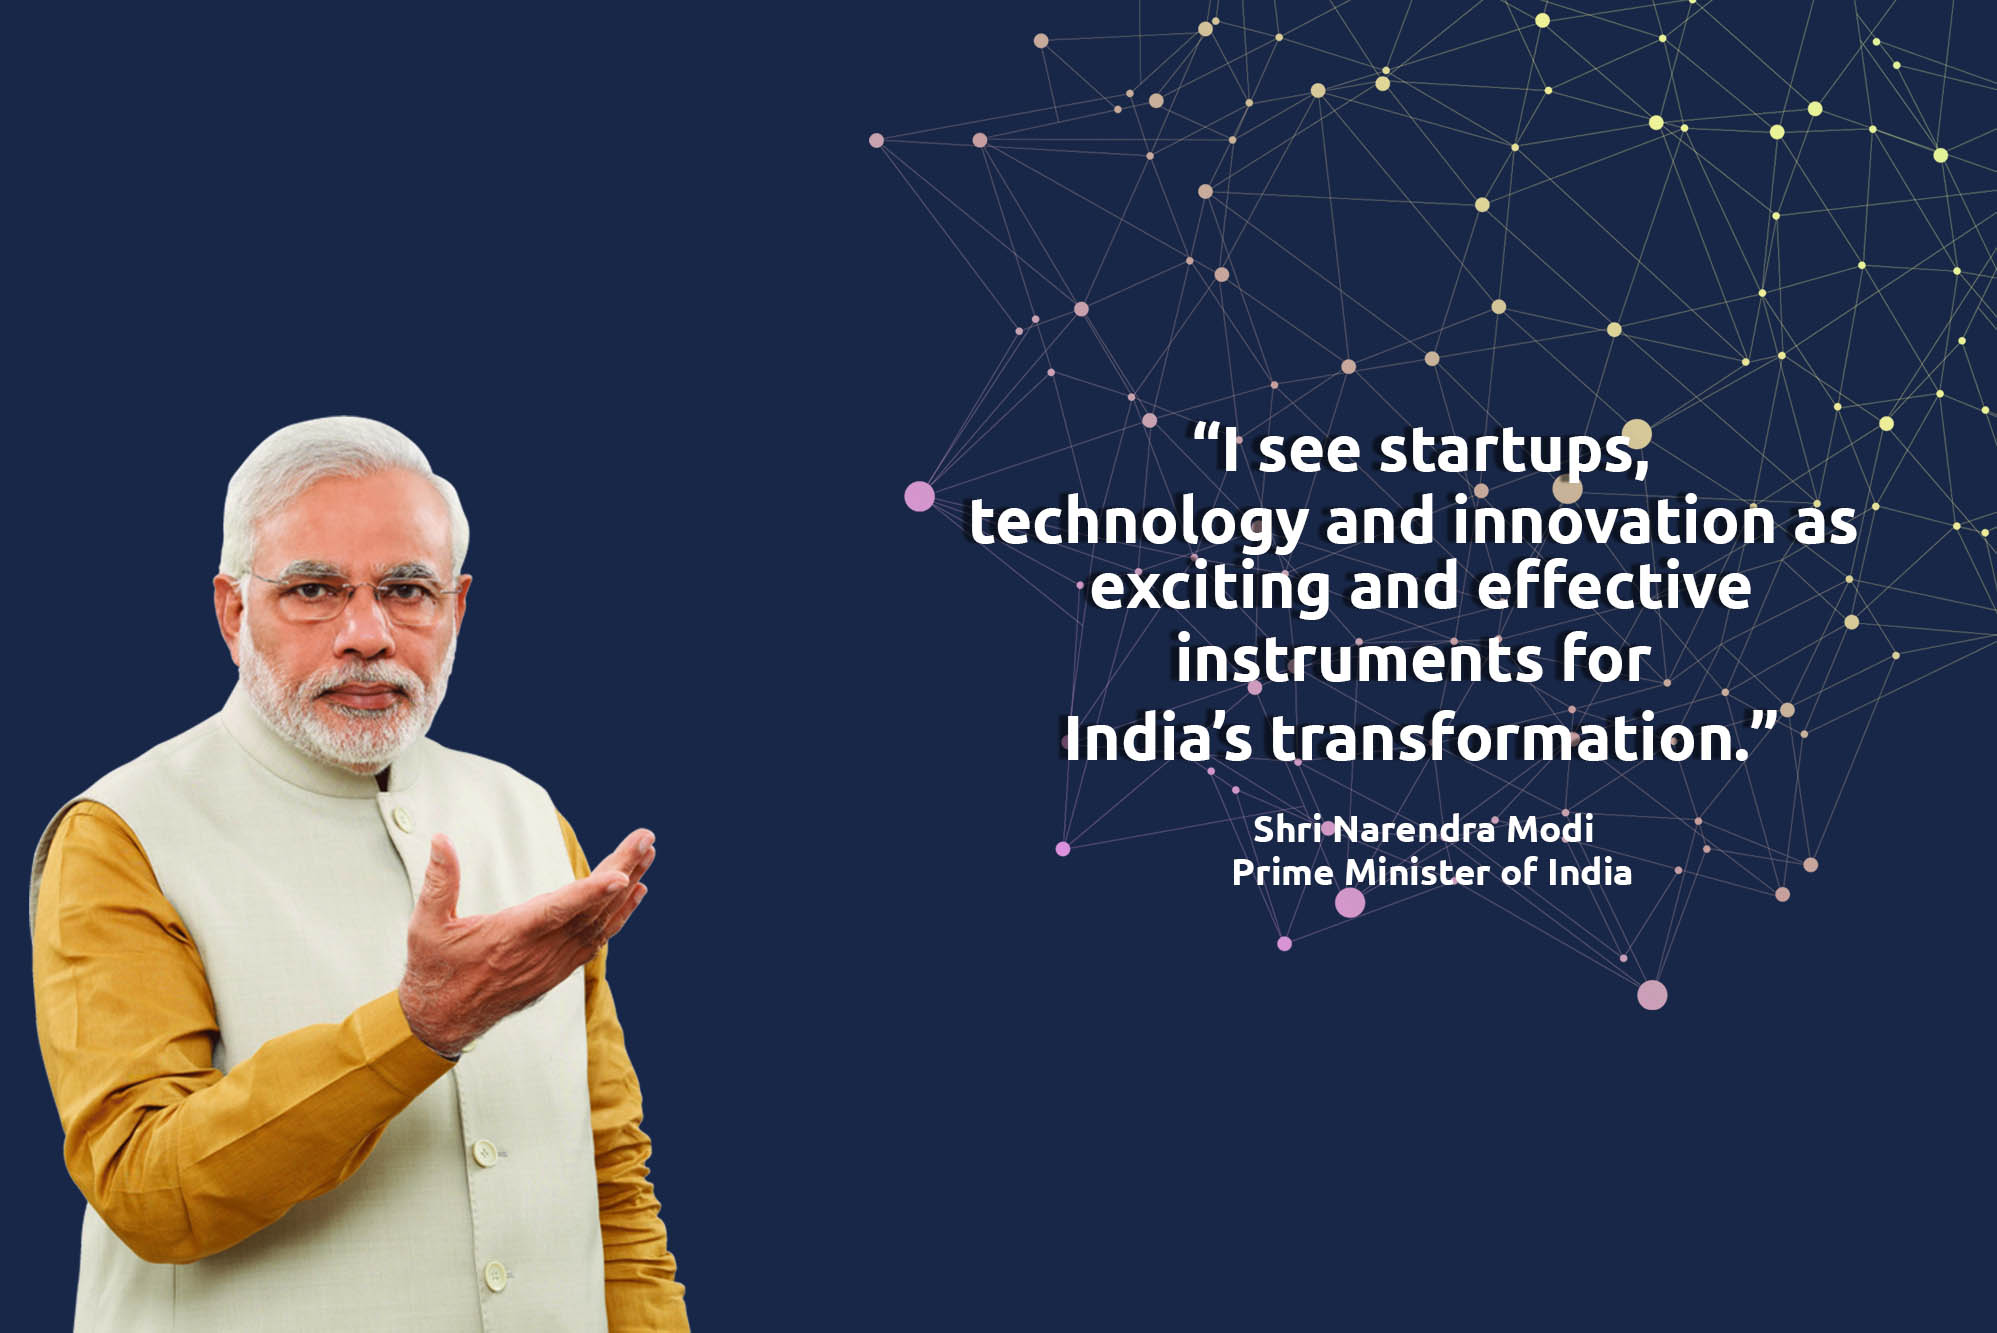 “I see startups,
technology and innovation as
exciting and effective
instruments for
India’s transformation.”
Shri Narendra Modi
Prime Minister of India